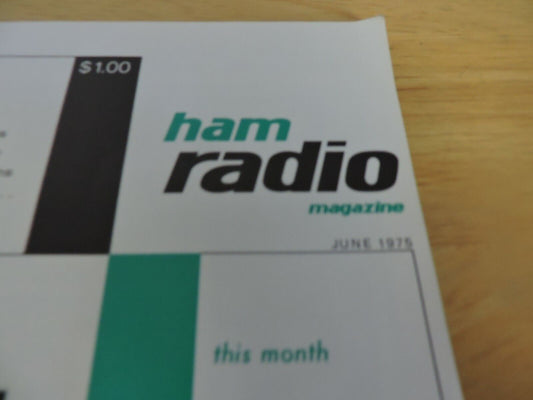 $1.00
ham
radio
magazine
JUNE 1975
this month